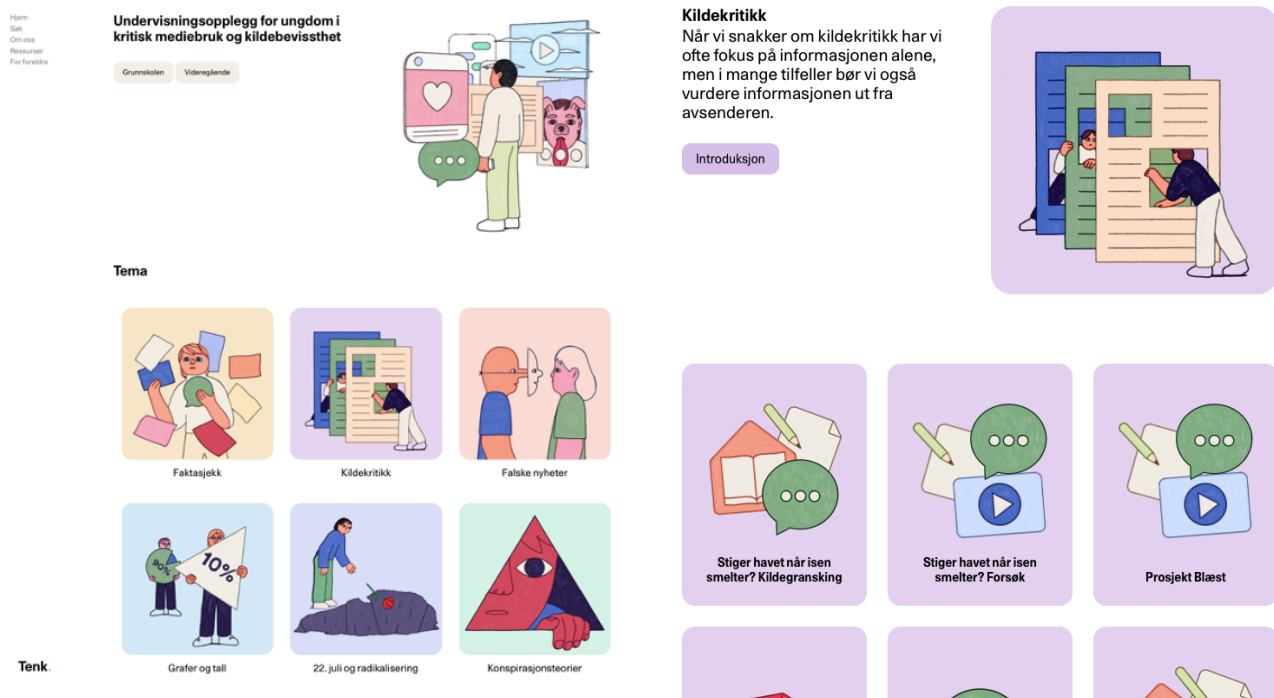 Hjem
Søk
Om oss
Ressurser
For foreldre
Undervisningsopplegg for ungdom i
kritisk mediebruk og kildebevissthet
Grunnskolen
Videregående
Tema
Faktasjekk
Kildekritikk
Falske nyheter
90%
10%
Grafer og tall
22. juli og radikalisering
Konspirasjonsteorier
Tenk.
Kildekritikk
Når vi snakker om kildekritikk har vi
ofte fokus på informasjonen alene,
men i mange tilfeller bør vi også
vurdere informasjonen ut fra
avsenderen.
Introduksjon
Stiger havet når isen
smelter? Kildegransking
Stiger havet når isen
smelter? Forsøk
Prosjekt Blæst